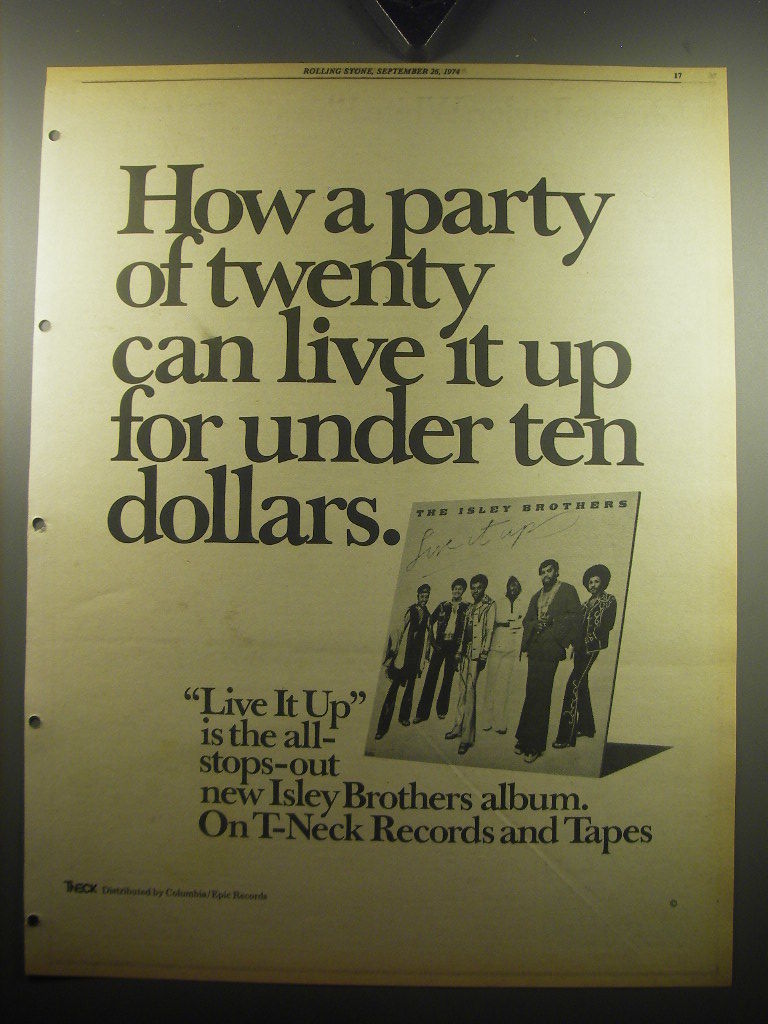 ROLLING STONE, SEPTEMBER 26, 1974
17
How a party
of twenty
can live it up
for under ten
dollars.
THE ISLEY BROTHERS
Live it up
“Live It Up”
is the all-
stops-out
new Isley Brothers album.
On T-Neck Records and Tapes
T-NECK Distributed by Columbia/Epic Records
©